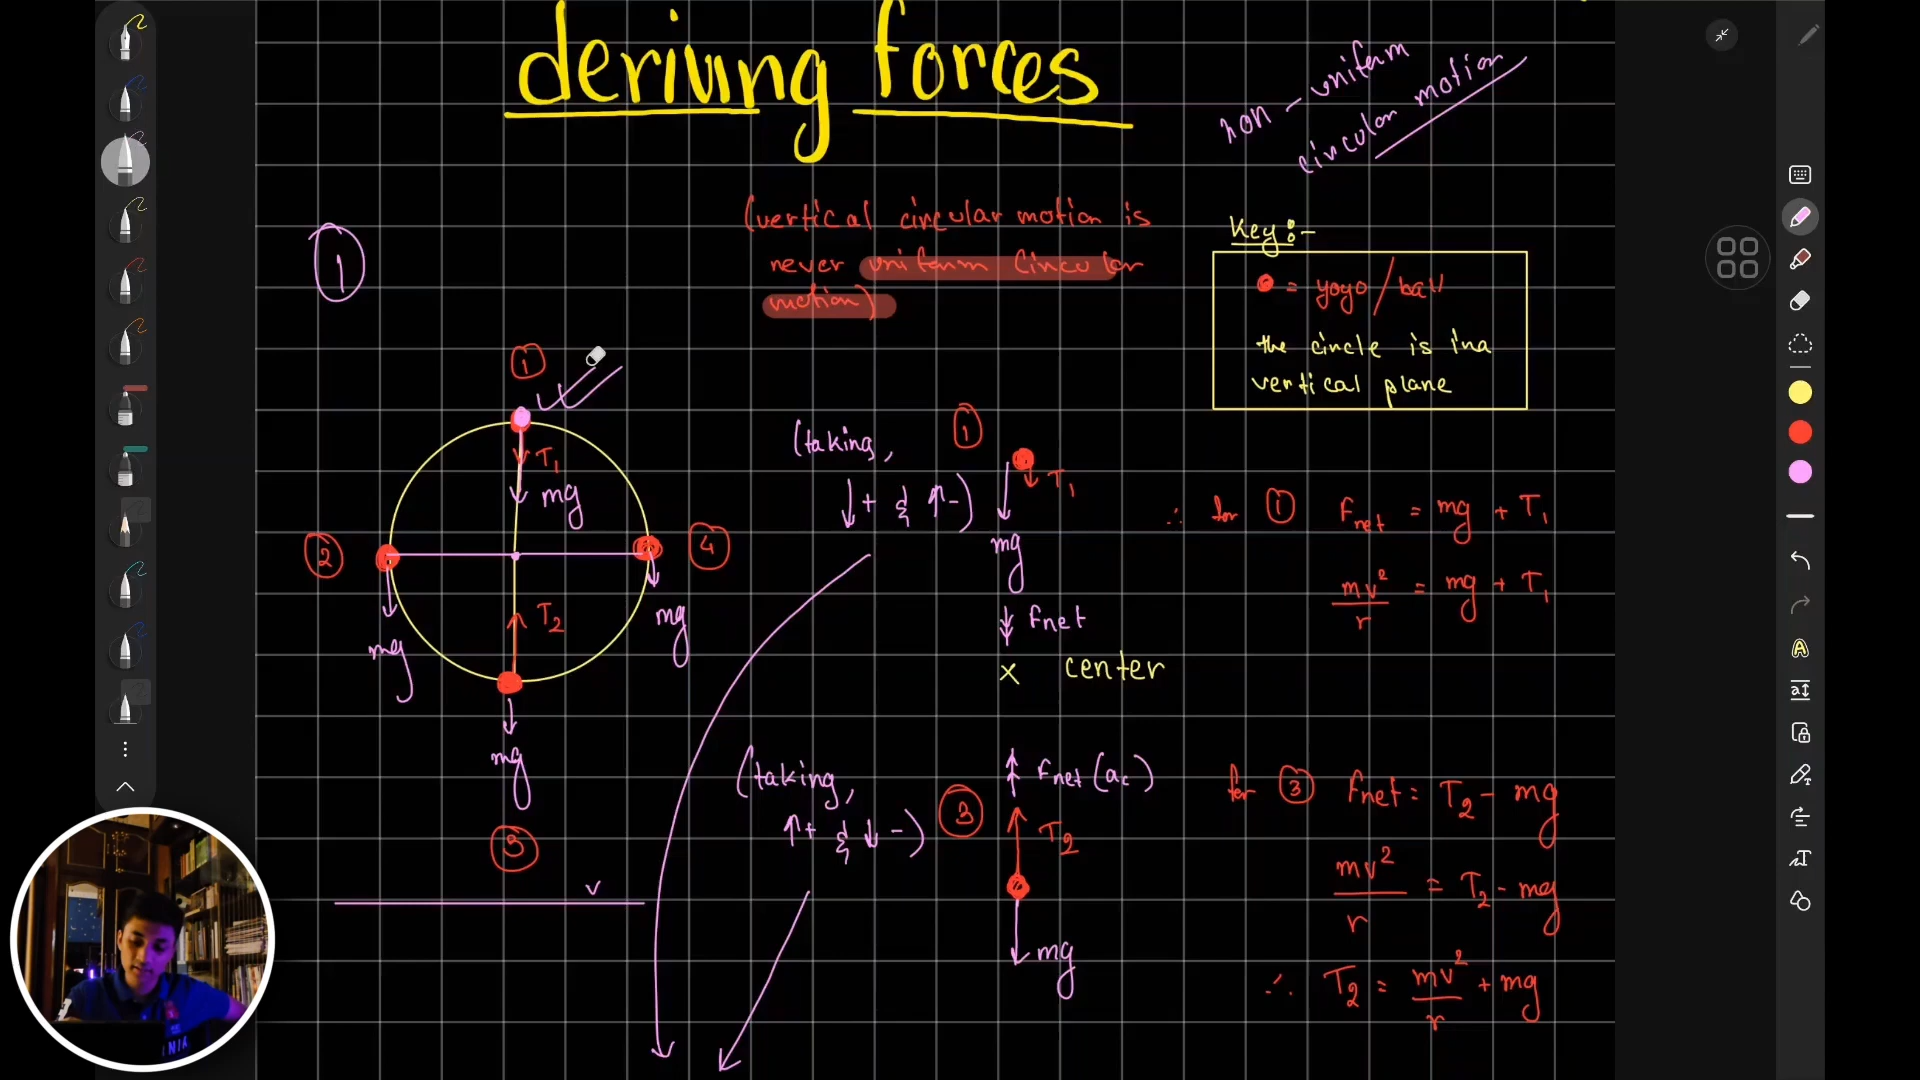 deriving forces
non-uniform
circular motion
(vertical circular motion is
never uniform circular
motion)
Key:-
= yoyo/ball
the circle is in a
vertical plane
1
1
T₁
mg
2
4
T₂
mg
mg
mg
3
v
(taking,
↓+ & ↑-)
1
T₁
mg
Fnet
x center
∴ for 1 Fnet = mg + T₁
mv²/r = mg + T₁
(taking,
↑+ & ↓-)
3
Fnet (ac)
T₂
mg
for 3 Fnet = T₂ - mg
mv²/r = T₂ - mg
∴ T₂ = mv²/r + mg